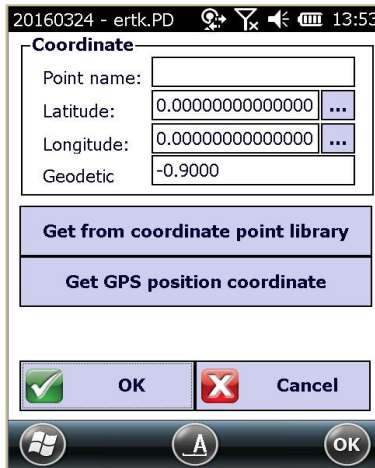 20160324 - ertk.PD 13:53
Coordinate
Point name:
Latitude: 0.00000000000000 ...
Longitude: 0.00000000000000 ...
Geodetic -0.9000
Get from coordinate point library
Get GPS position coordinate
OK Cancel
A OK